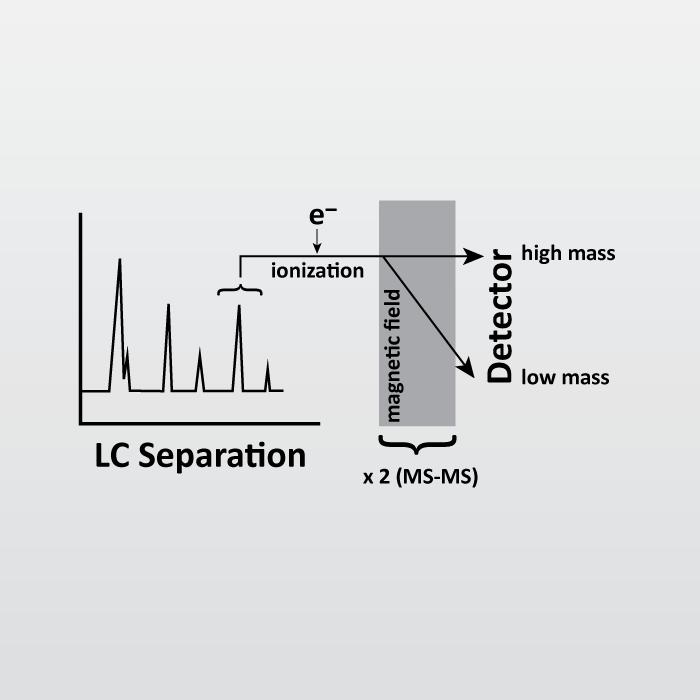 e–
ionization
magnetic field
Detector
high mass
low mass
LC Separation
x 2 (MS-MS)